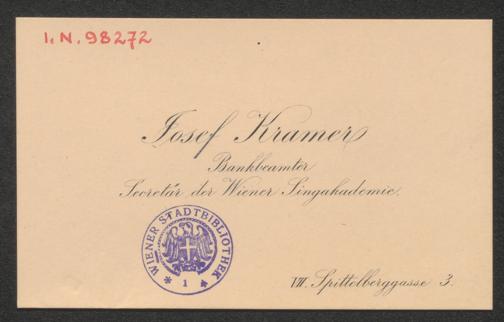 I.N. 98272
Josef Kramer
Bankbeamter
Secretär der Wiener Singakademie.
WIENER STADTBIBLIOTHEK
* 1 *
VII. Spittelberggasse 3.